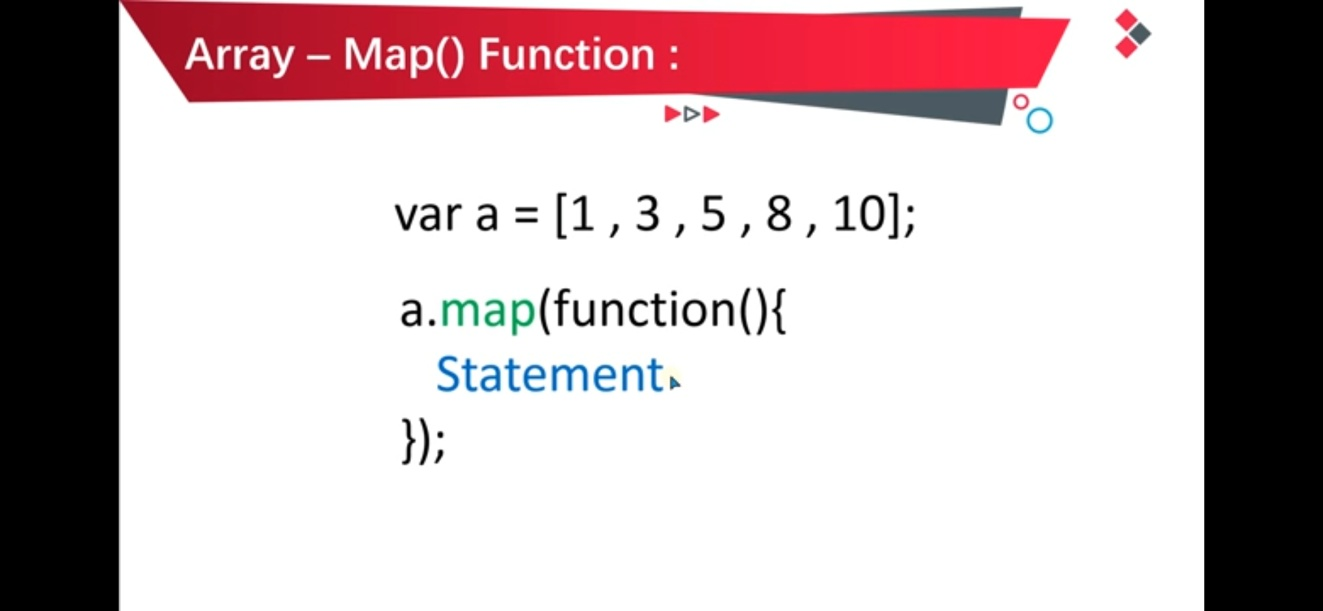 Array – Map() Function :
var a = [1 , 3 , 5 , 8 , 10];
a.map(function(){
Statement
});